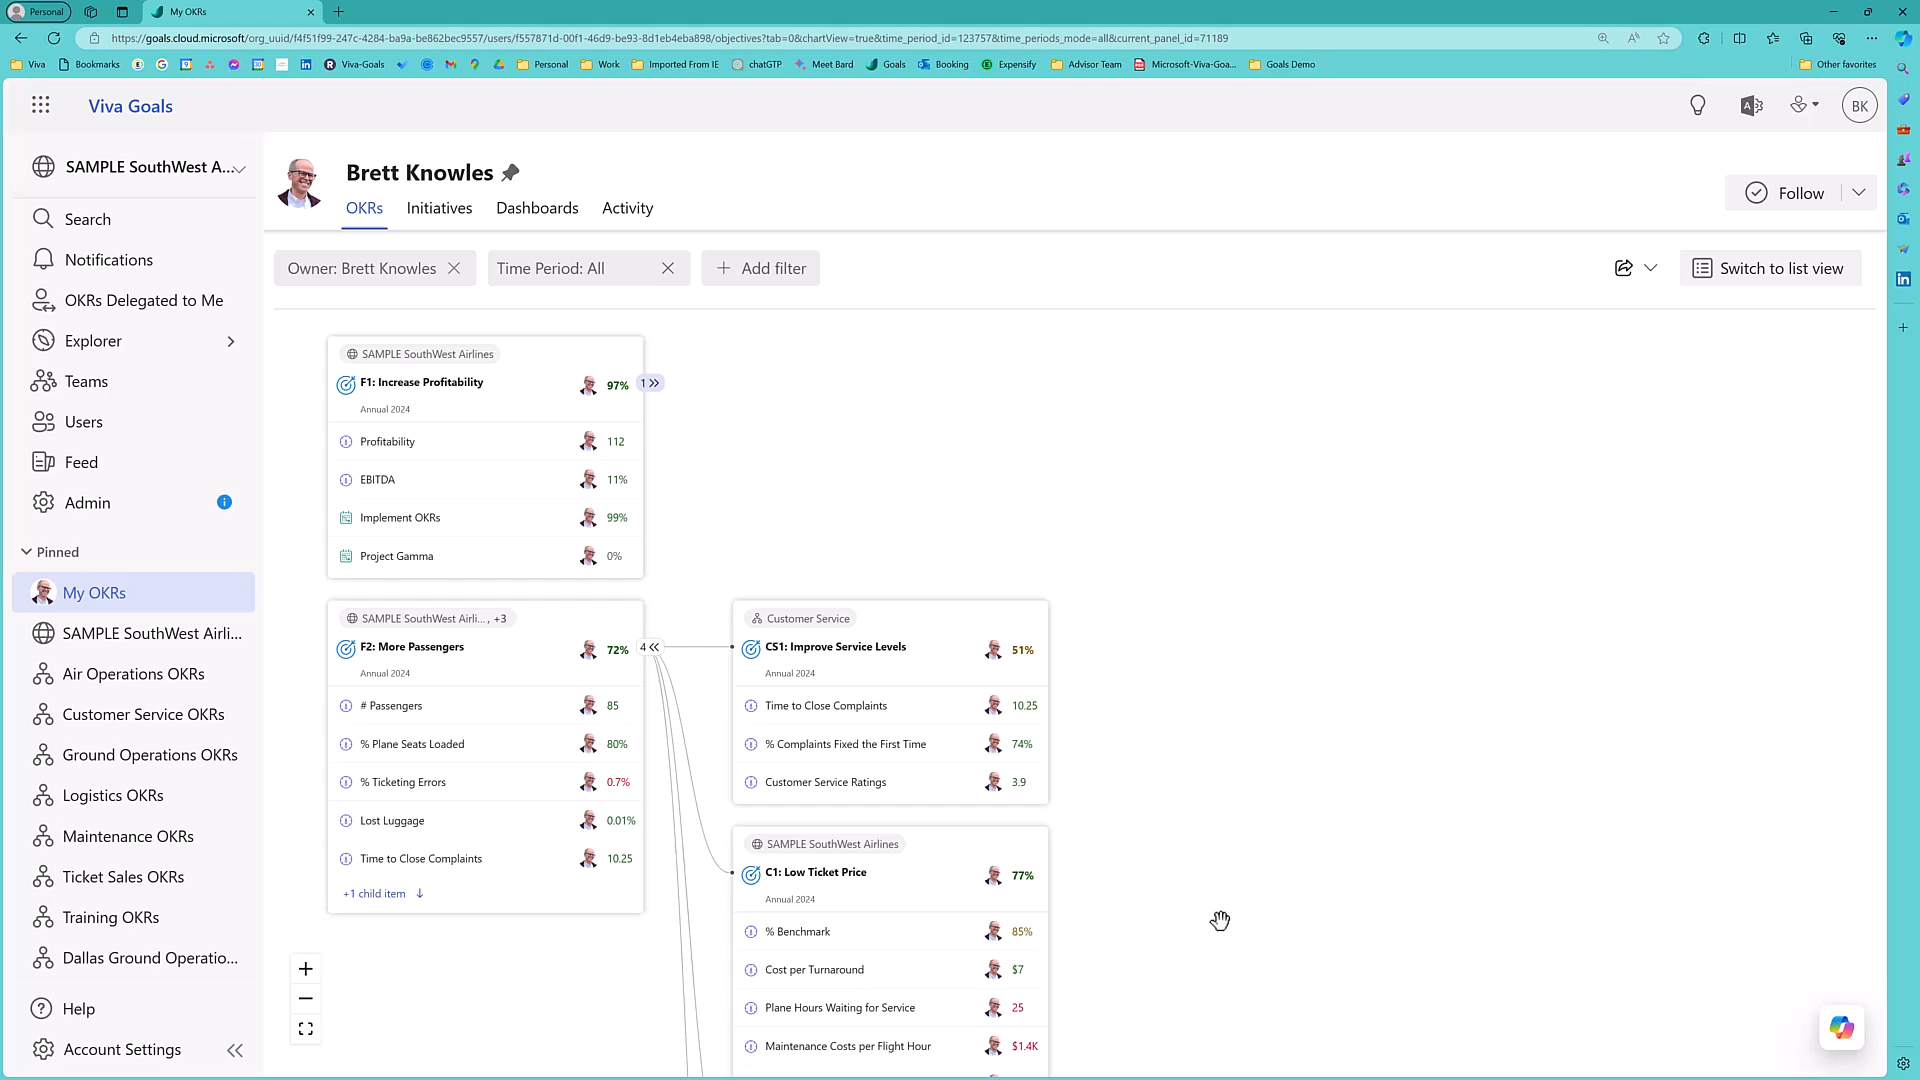 Personal
My OKRs
https://goals.cloud.microsoft/org_uuid/f4f51f99-247c-4284-ba9a-be862bec9557/users/f557871d-00f1-46d9-be93-8d1eb4eba898/objectives?tab=0&chartView=true&time_period_id=123757&time_periods_mode=all&current_panel_id=71189
Viva
Bookmarks
Viva-Goals
Personal
Work
Imported From IE
chatGTP
Meet Bard
Goals
Booking
Expensify
Advisor Team
Microsoft-Viva-Goa...
Goals Demo
Other favorites
Viva Goals
BK
SAMPLE SouthWest A...
Search
Notifications
OKRs Delegated to Me
Explorer
Teams
Users
Feed
Admin
Pinned
My OKRs
SAMPLE SouthWest Airli...
Air Operations OKRs
Customer Service OKRs
Ground Operations OKRs
Logistics OKRs
Maintenance OKRs
Ticket Sales OKRs
Training OKRs
Dallas Ground Operatio...
Help
Account Settings
Brett Knowles
OKRs Initiatives Dashboards Activity
Follow
Owner: Brett Knowles
Time Period: All
Add filter
Switch to list view
SAMPLE SouthWest Airlines
F1: Increase Profitability 97% 1
Annual 2024
Profitability 112
EBITDA 11%
Implement OKRs 99%
Project Gamma 0%
SAMPLE SouthWest Airli... , +3
F2: More Passengers 72% 4
Annual 2024
# Passengers 85
% Plane Seats Loaded 80%
% Ticketing Errors 0.7%
Lost Luggage 0.01%
Time to Close Complaints 10.25
+1 child item
Customer Service
CS1: Improve Service Levels 51%
Annual 2024
Time to Close Complaints 10.25
% Complaints Fixed the First Time 74%
Customer Service Ratings 3.9
SAMPLE SouthWest Airlines
C1: Low Ticket Price 77%
Annual 2024
% Benchmark 85%
Cost per Turnaround $7
Plane Hours Waiting for Service 25
Maintenance Costs per Flight Hour $1.4K